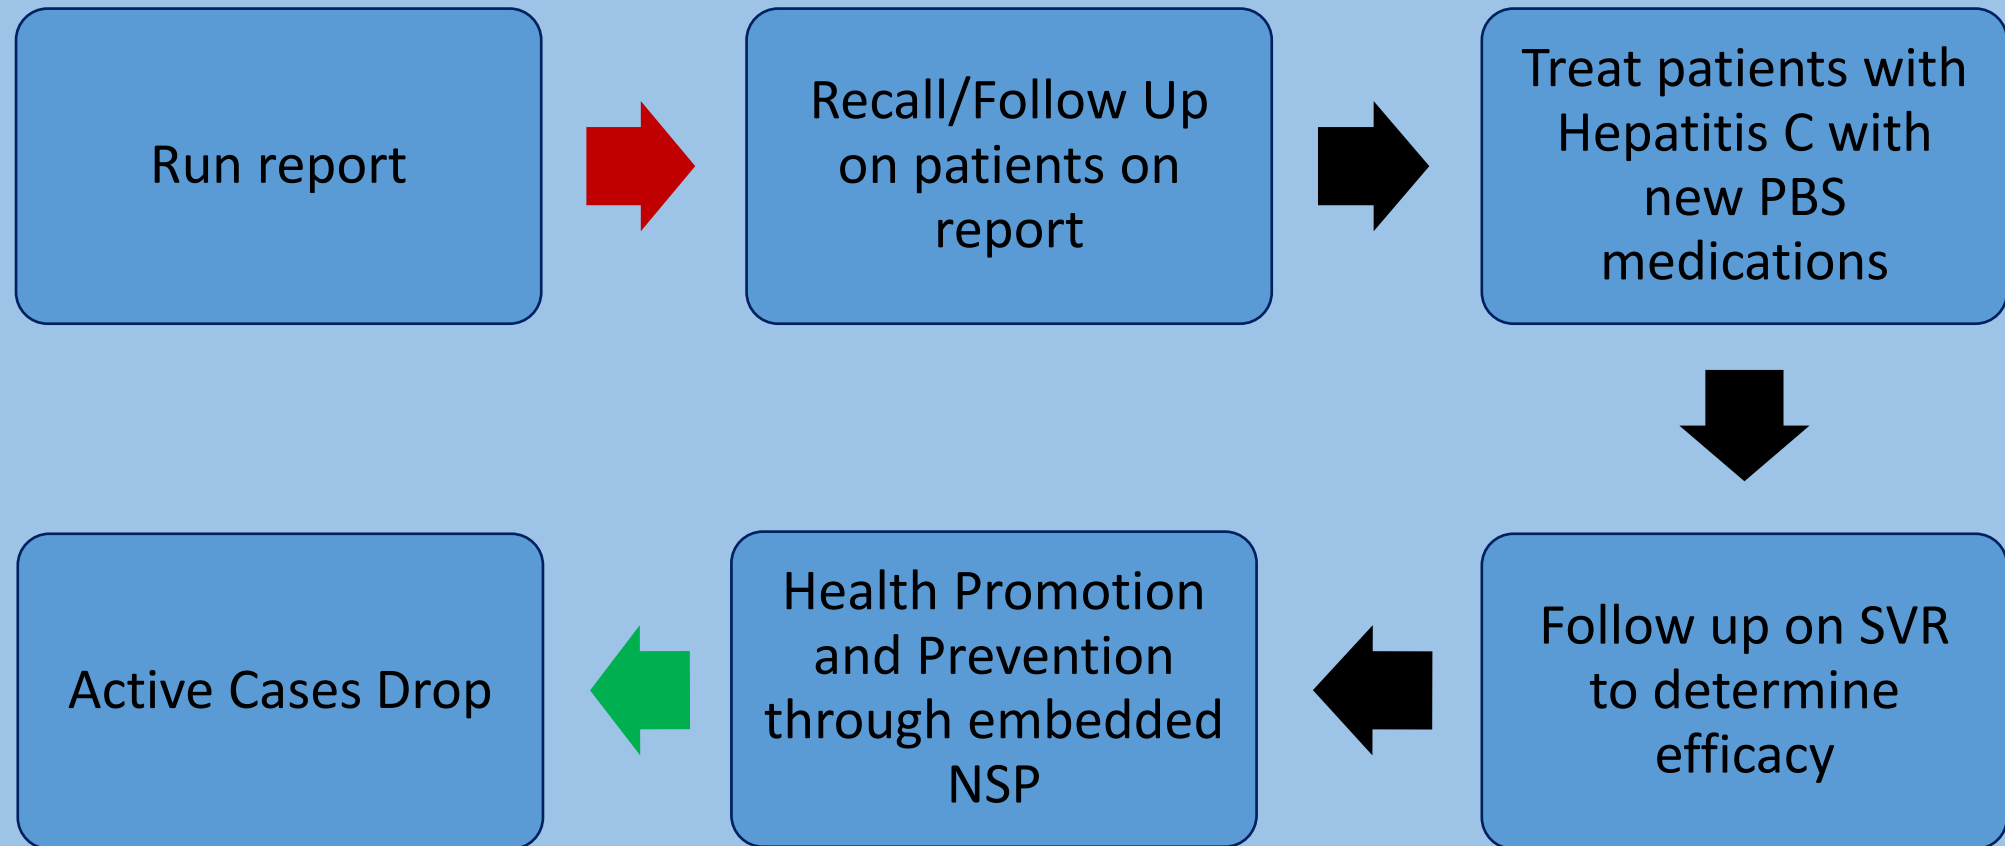 Run report
Recall/Follow Up
on patients on
report
Treat patients with
Hepatitis C with
new PBS
medications
Follow up on SVR
to determine
efficacy
Health Promotion
and Prevention
through embedded
NSP
Active Cases Drop